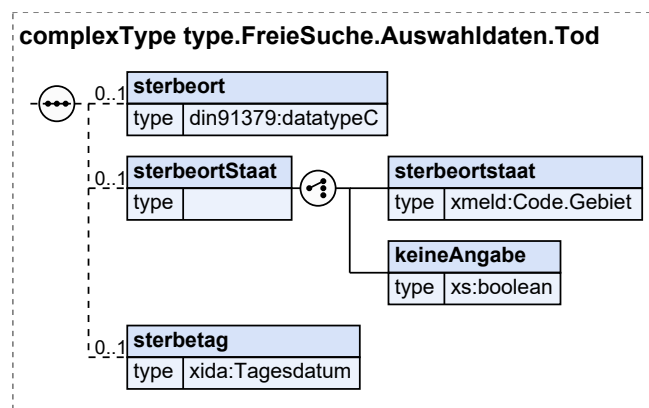 complexType type.FreieSuche.Auswahldaten.Tod
0..1 sterbeort
type din91379:datatypeC
0..1 sterbeortStaat
type
sterbeortstaat
type xmeld:Code.Gebiet
keineAngabe
type xs:boolean
0..1 sterbetag
type xida:Tagesdatum